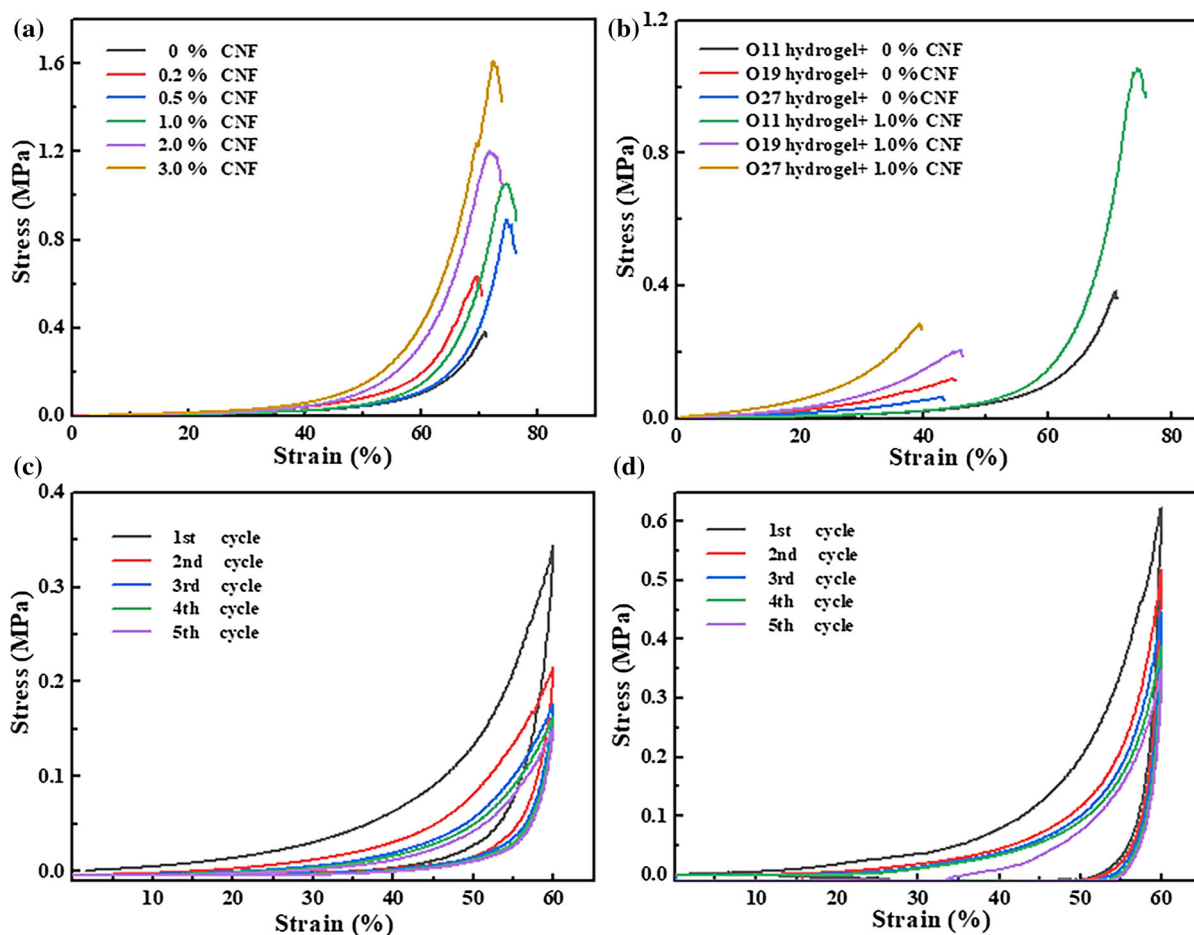 (a)
0 % CNF
0.2 % CNF
0.5 % CNF
1.0 % CNF
2.0 % CNF
3.0 % CNF
1.6
1.2
0.8
0.4
0.0
Stress (MPa)
0 20 40 60 80
Strain (%)
(b)
O11 hydrogel+ 0 %CNF
O19 hydrogel+ 0 %CNF
O27 hydrogel+ 0 %CNF
O11 hydrogel+ 1.0% CNF
O19 hydrogel+ 1.0% CNF
O27 hydrogel+ 1.0% CNF
1.2
0.8
0.4
0.0
Stress (MPa)
0 20 40 60 80
Strain (%)
(c)
1st cycle
2nd cycle
3rd cycle
4th cycle
5th cycle
0.4
0.3
0.2
0.1
0.0
Stress (MPa)
10 20 30 40 50 60
Strain (%)
(d)
1st cycle
2nd cycle
3rd cycle
4th cycle
5th cycle
0.6
0.5
0.4
0.3
0.2
0.1
0.0
Stress (MPa)
10 20 30 40 50 60
Strain (%)